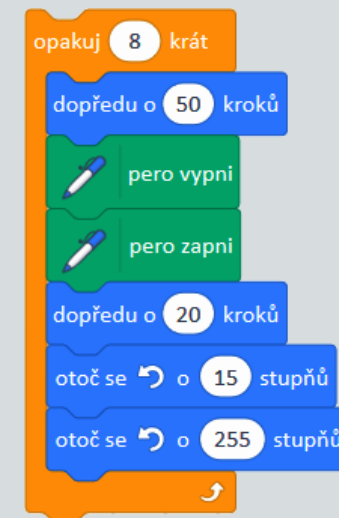 opakuj 8 krát
dopředu o 50 kroků
pero vypni
pero zapni
dopředu o 20 kroků
otoč se o 15 stupňů
otoč se o 255 stupňů